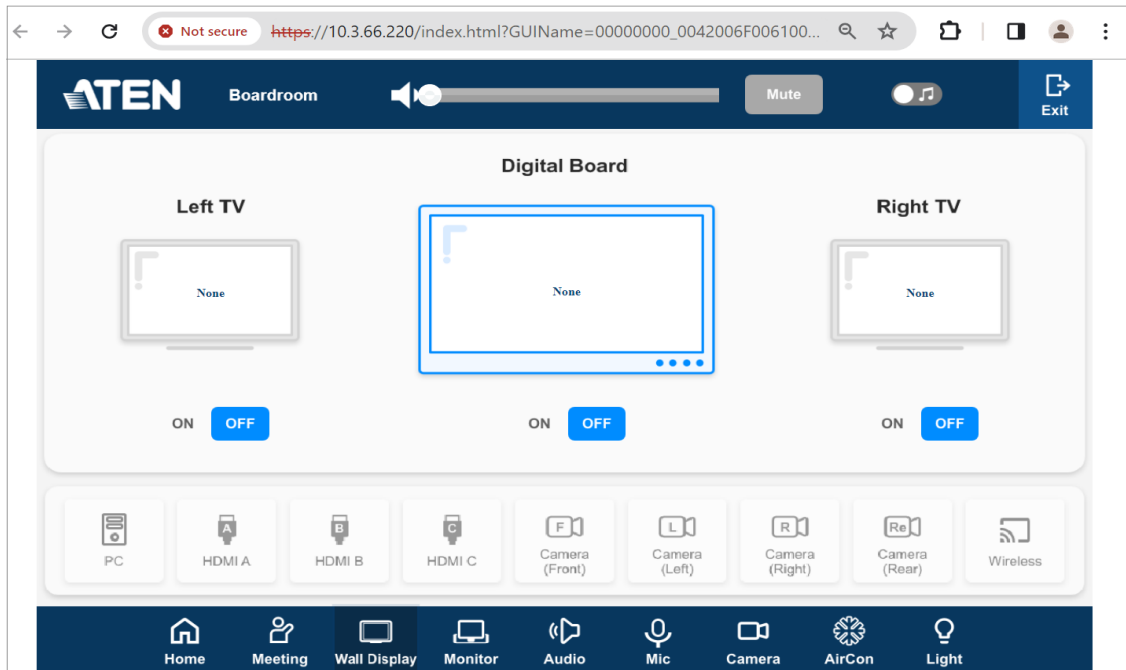 Not secure https://10.3.66.220/index.html?GUIName=00000000_0042006F006100...
ATEN Boardroom Mute Exit
Digital Board
Left TV
Right TV
None
None
None
ON OFF
ON OFF
ON OFF
PC
A
HDMI A
B
HDMI B
C
HDMI C
F
Camera
(Front)
L
Camera
(Left)
R
Camera
(Right)
Re
Camera
(Rear)
Wireless
Home Meeting Wall Display Monitor Audio Mic Camera AirCon Light